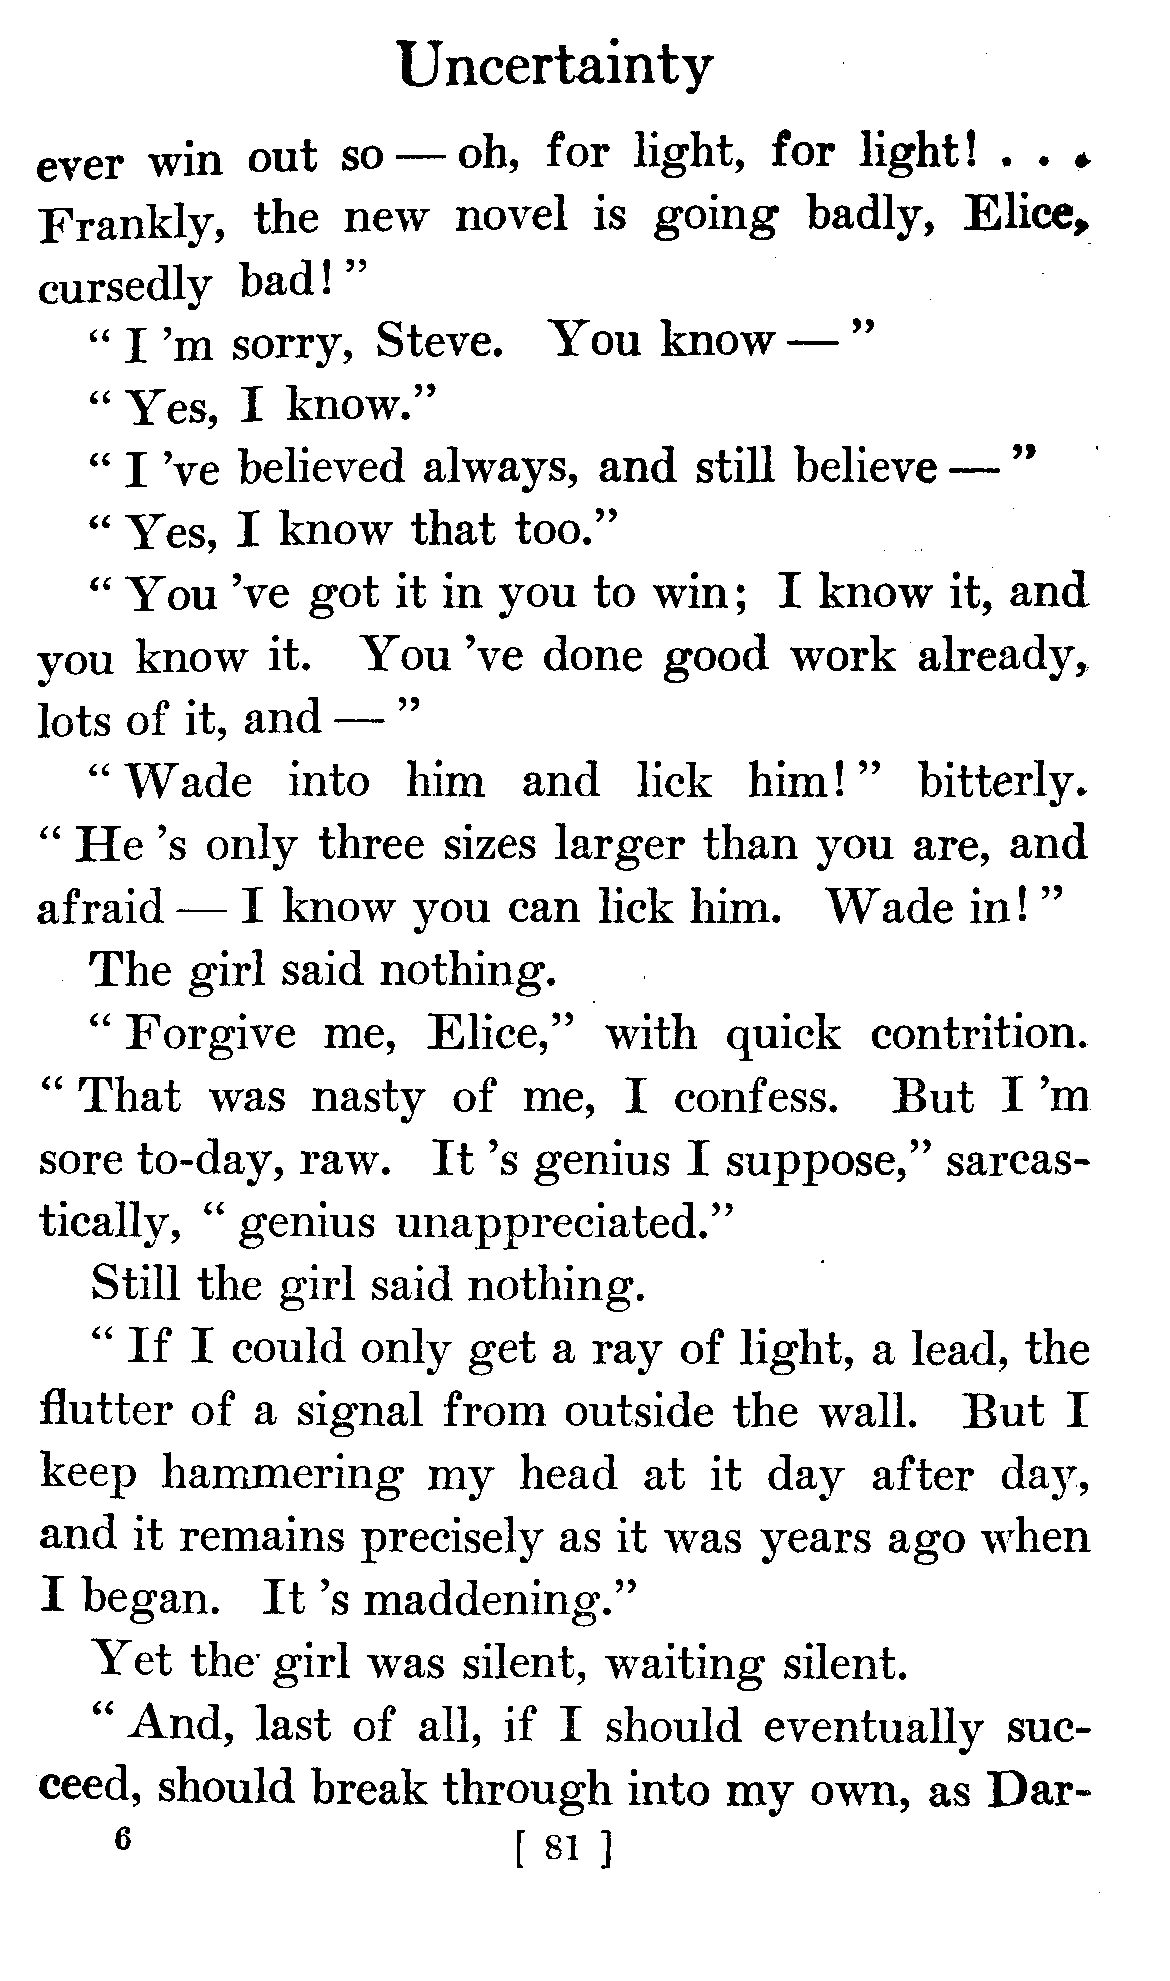 Uncertainty
ever win out so — oh, for light, for light! . . .
Frankly, the new novel is going badly, Elice,
cursedly bad!”
“ I ’m sorry, Steve. You know — ”
“ Yes, I know.”
“ I ’ve believed always, and still believe — ”
“ Yes, I know that too.”
“ You ’ve got it in you to win; I know it, and
you know it. You ’ve done good work already,
lots of it, and — ”
“ Wade into him and lick him! ” bitterly.
“ He ’s only three sizes larger than you are, and
afraid — I know you can lick him. Wade in! ”
The girl said nothing.
“ Forgive me, Elice,” with quick contrition.
“ That was nasty of me, I confess. But I ’m
sore to-day, raw. It ’s genius I suppose,” sarcas-
tically, “ genius unappreciated.”
Still the girl said nothing.
“ If I could only get a ray of light, a lead, the
flutter of a signal from outside the wall. But I
keep hammering my head at it day after day,
and it remains precisely as it was years ago when
I began. It ’s maddening.”
Yet the girl was silent, waiting silent.
“ And, last of all, if I should eventually suc-
ceed, should break through into my own, as Dar-
6 [ 81 ]